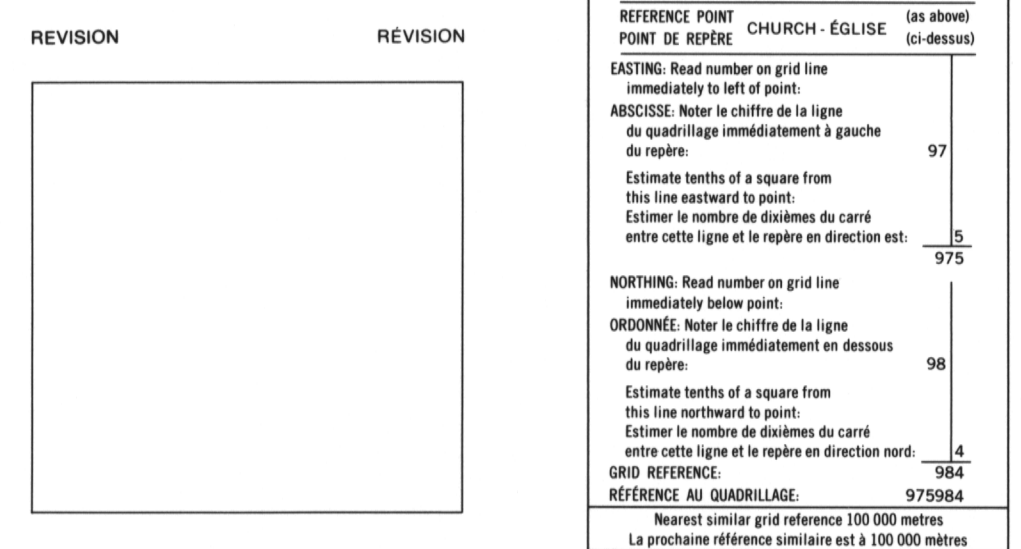 REVISION RÉVISION
REFERENCE POINT CHURCH - ÉGLISE (as above)
POINT DE REPÈRE (ci-dessus)
EASTING: Read number on grid line
immediately to left of point:
ABSCISSE: Noter le chiffre de la ligne
du quadrillage immédiatement à gauche
du repère: 97
Estimate tenths of a square from
this line eastward to point:
Estimer le nombre de dixièmes du carré
entre cette ligne et le repère en direction est: 5
975
NORTHING: Read number on grid line
immediately below point:
ORDONNÉE: Noter le chiffre de la ligne
du quadrillage immédiatement en dessous
du repère: 98
Estimate tenths of a square from
this line northward to point:
Estimer le nombre de dixièmes du carré
entre cette ligne et le repère en direction nord: 4
GRID REFERENCE: 984
RÉFÉRENCE AU QUADRILLAGE: 975984
Nearest similar grid reference 100 000 metres
La prochaine référence similaire est à 100 000 mètres